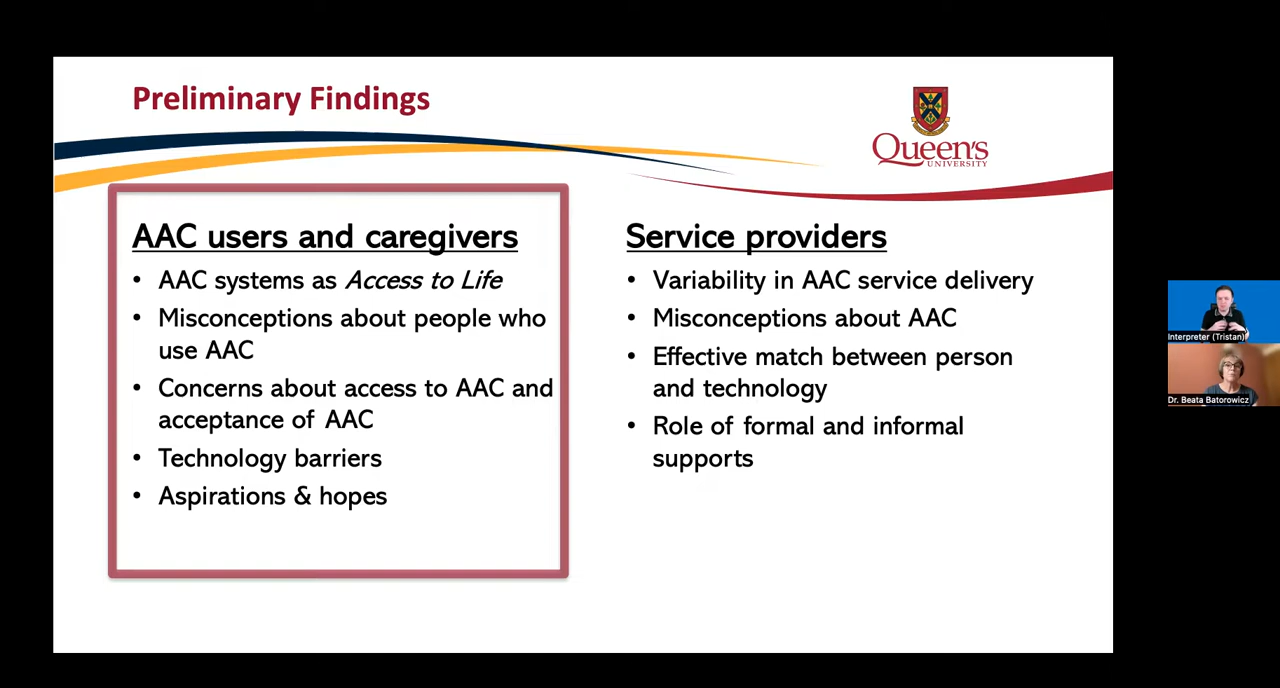 Preliminary Findings
Queen's
UNIVERSITY
AAC users and caregivers
• AAC systems as Access to Life
• Misconceptions about people who
use AAC
• Concerns about access to AAC and
acceptance of AAC
• Technology barriers
• Aspirations & hopes
Service providers
• Variability in AAC service delivery
• Misconceptions about AAC
• Effective match between person
and technology
• Role of formal and informal
supports
Interpreter (Tristan)
Dr. Beata Batorowicz